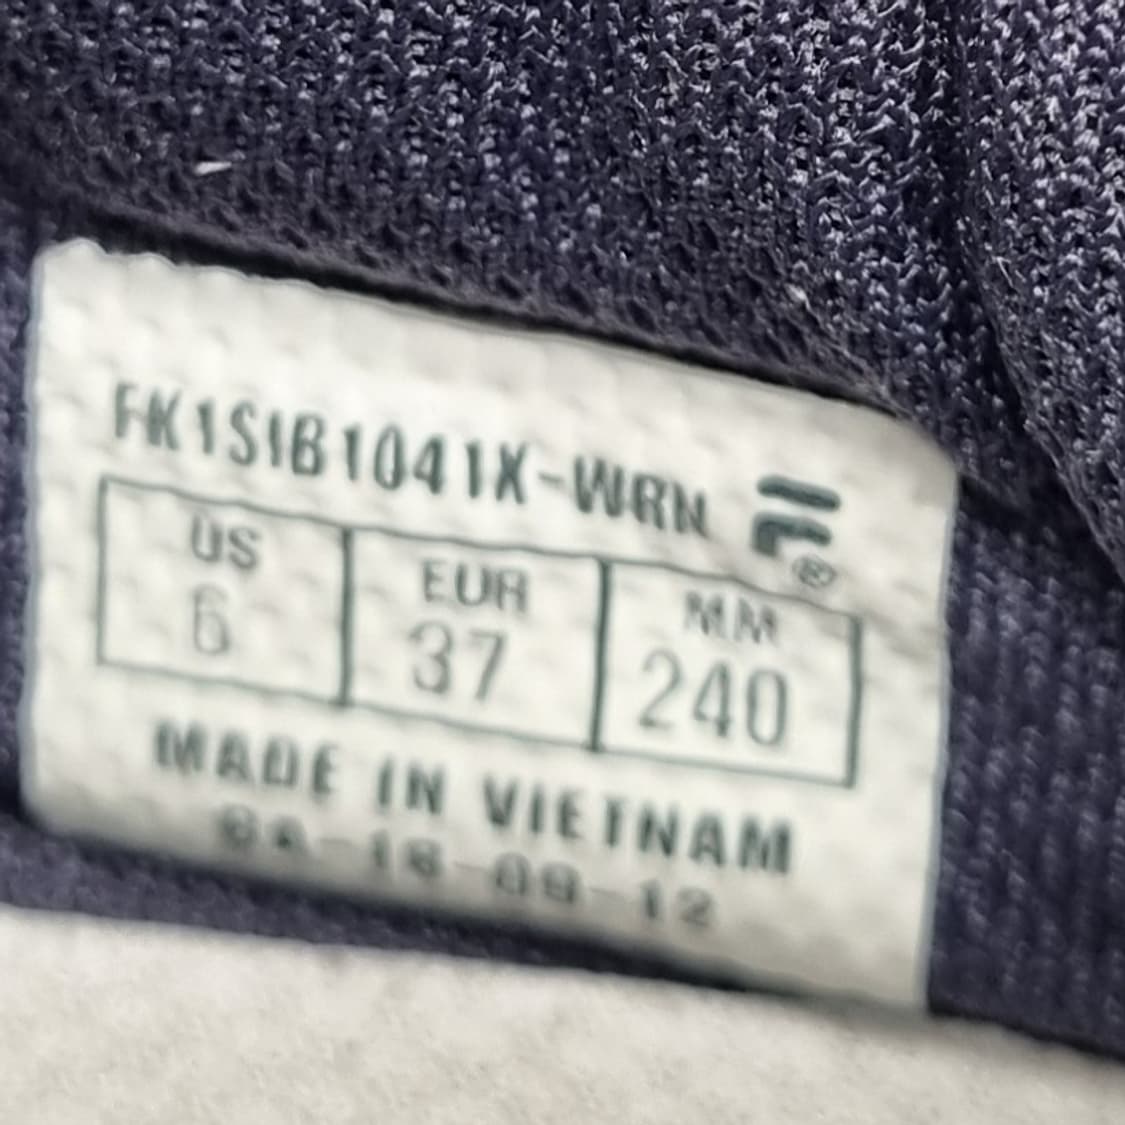 FK1SIB1041X-WRN
US EUR MM
6 37 240
MADE IN VIETNAM